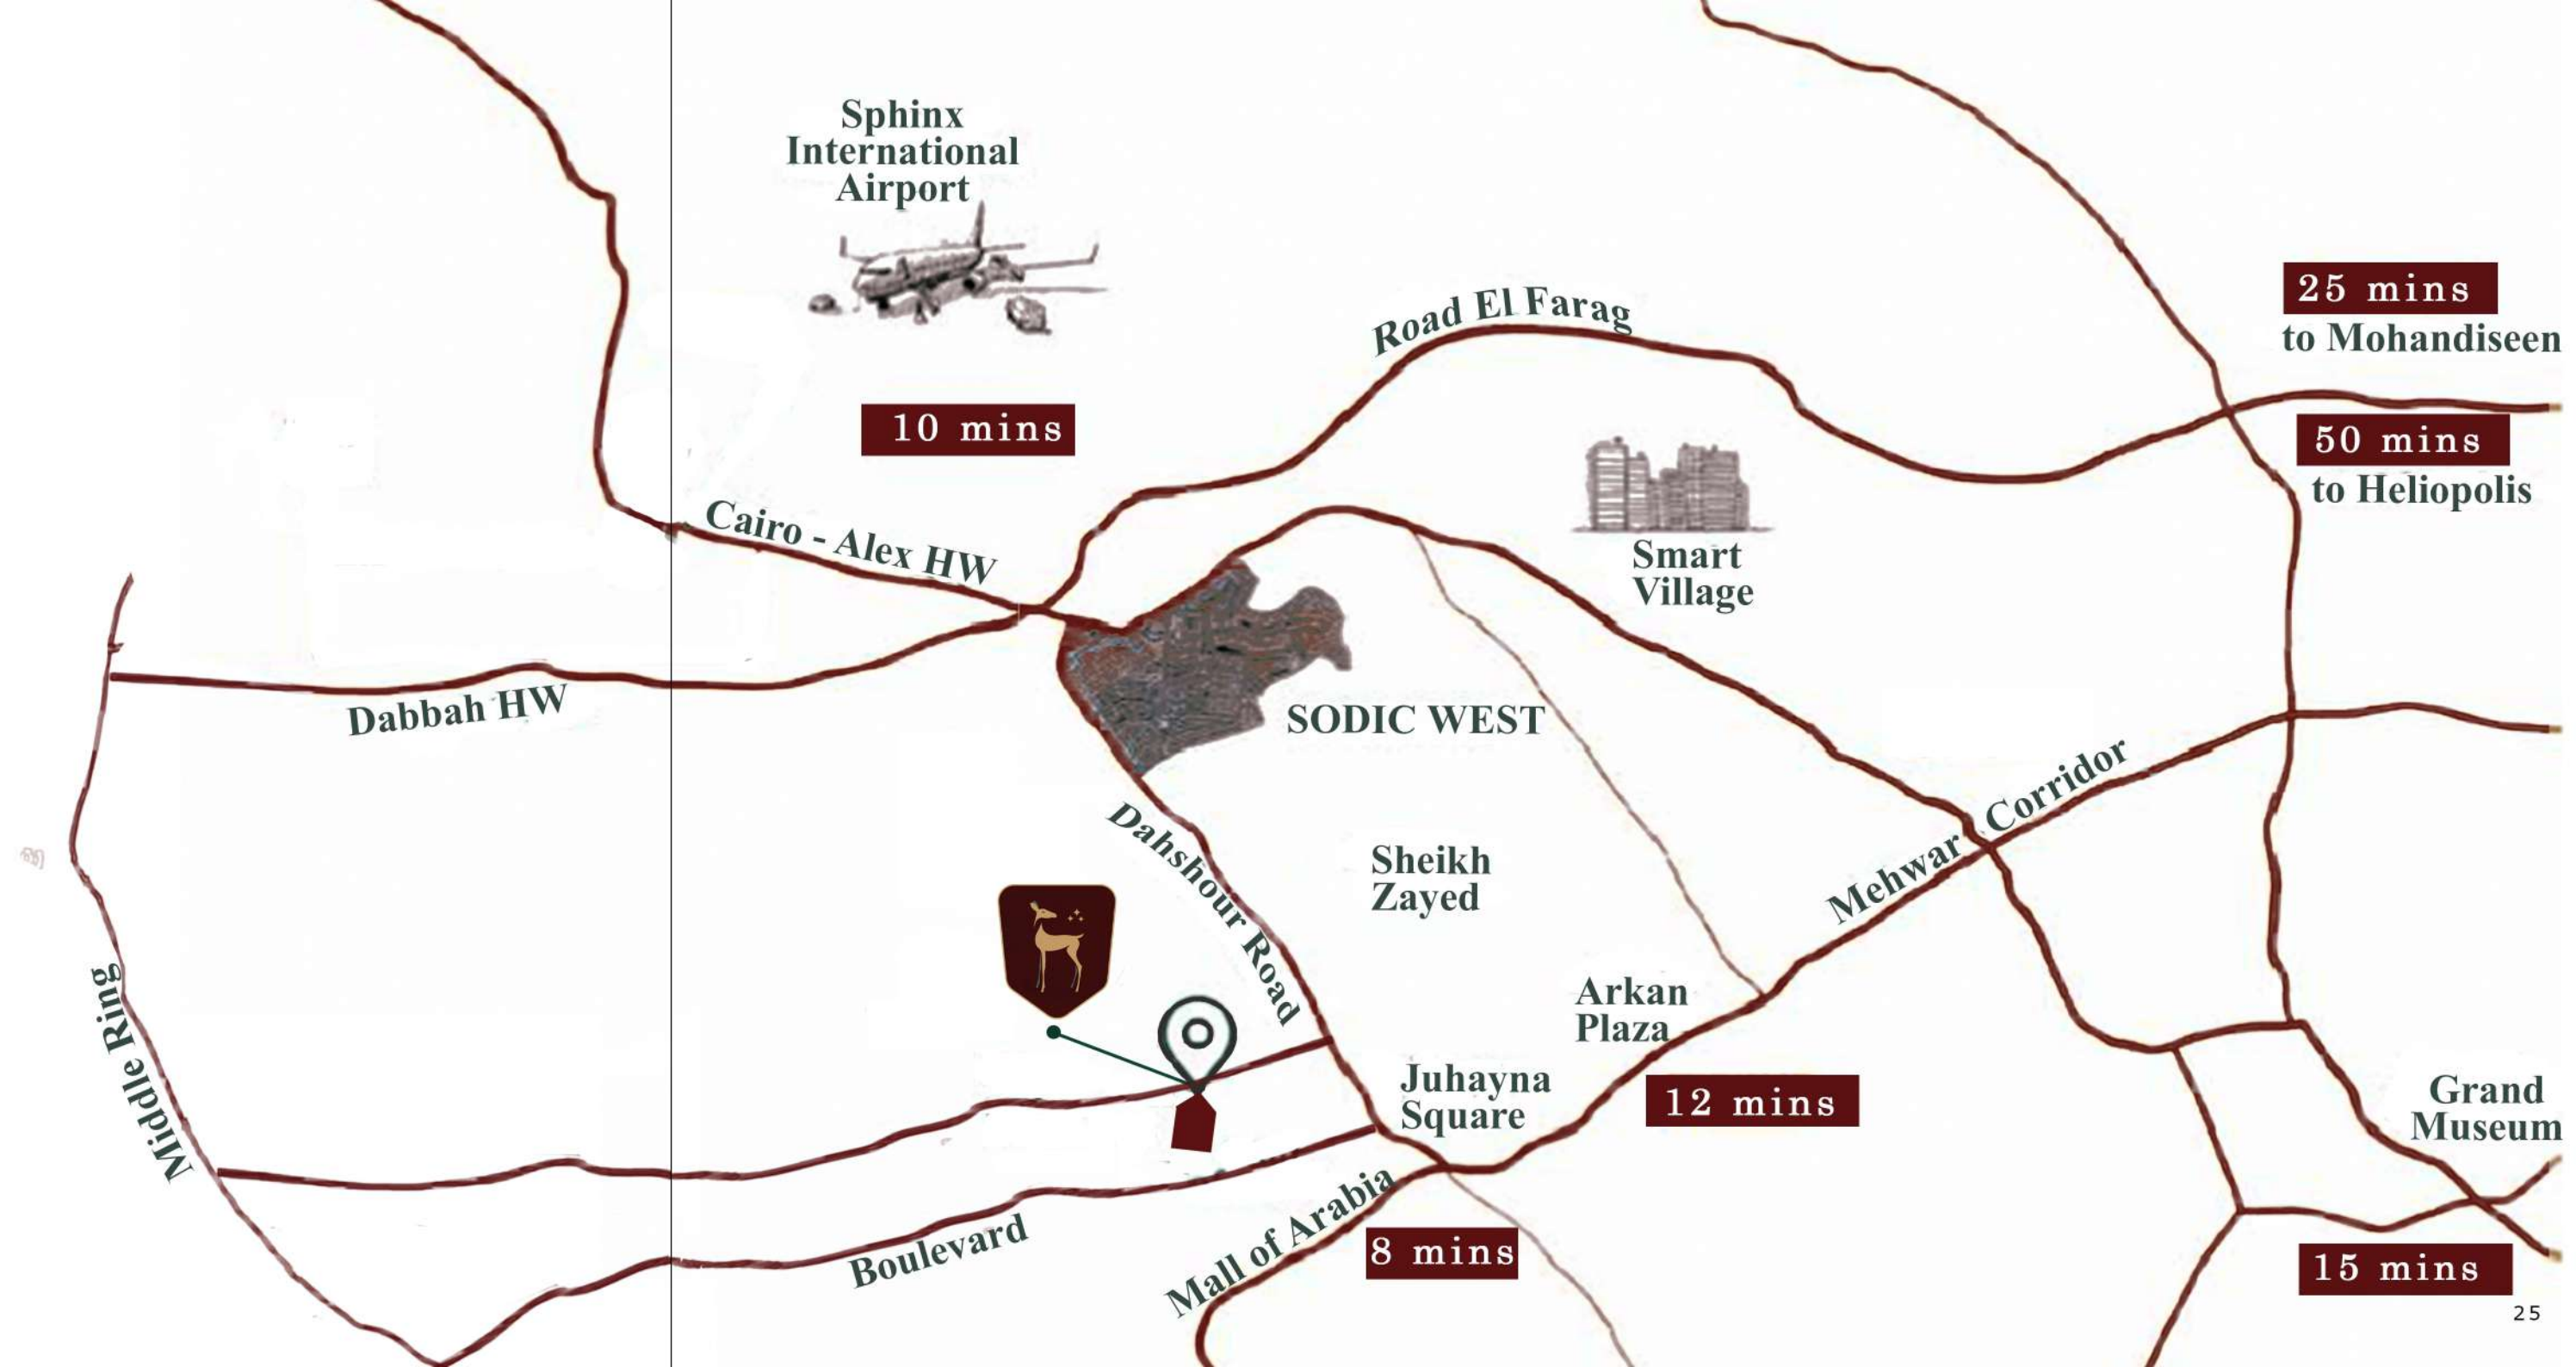 Sphinx
International
Airport
10 mins
Road El Farag
25 mins
to Mohandiseen
50 mins
to Heliopolis
Cairo - Alex HW
Smart
Village
Dabbah HW
SODIC WEST
Mehwar Corridor
Dahshour Road
Sheikh
Zayed
Middle Ring
Arkan
Plaza
12 mins
Juhayna
Square
Grand
Museum
15 mins
Mall of Arabia
8 mins
Boulevard
25